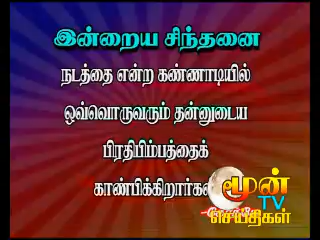 இன்றைய சிந்தனை
நடத்தை என்ற கண்ணாடியில்
ஒவ்வொருவரும் தன்னுடைய
பிரதிபிம்பத்தைக்
காண்பிக்கிறார்க
மூன்
TV
செய்திகள்